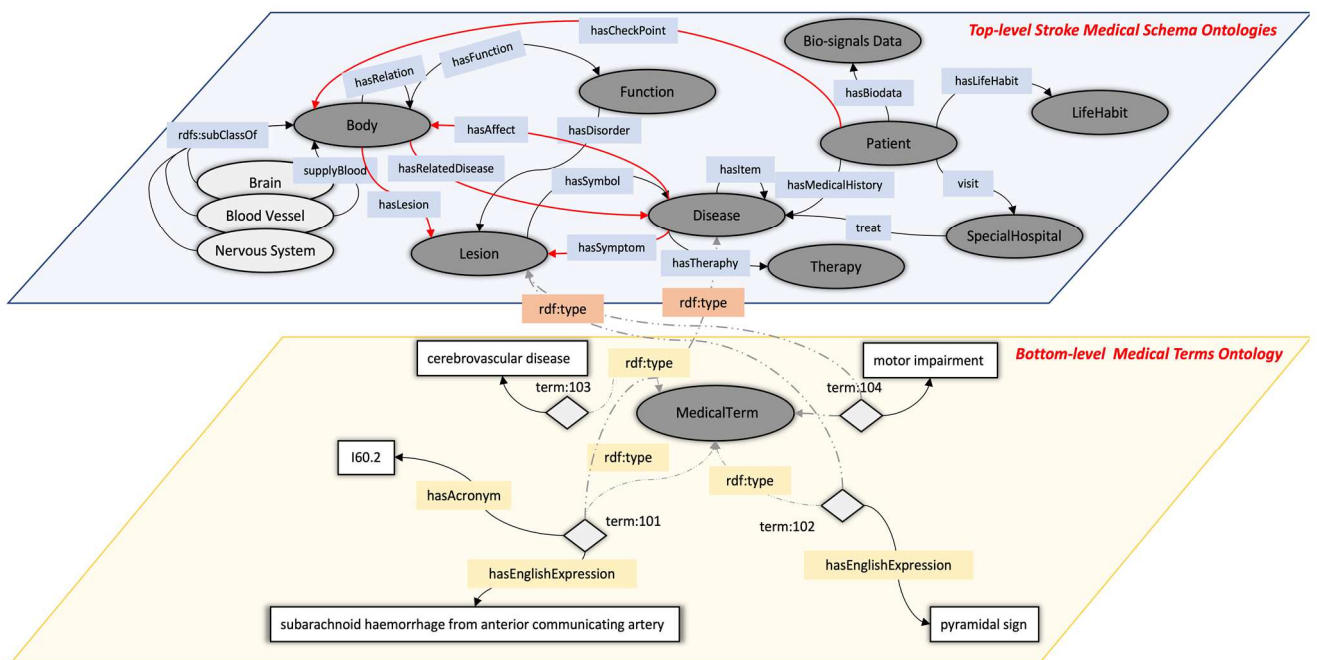 Top-level Stroke Medical Schema Ontologies
hasCheckPoint
Bio-signals Data
hasFunction
hasRelation
hasLifeHabit
Function
hasBiodata
LifeHabit
Body
hasAffect
hasDisorder
Patient
rdfs:subClassOf
hasRelatedDisease
supplyBlood
hasItem
Brain
hasSymbol
hasMedicalHistory
visit
hasLesion
Blood Vessel
Disease
treat
SpecialHospital
Nervous System
Lesion
hasSymptom
hasTheraphy
Therapy
rdf:type
rdf:type
Bottom-level Medical Terms Ontology
cerebrovascular disease
rdf:type
motor impairment
term:103
term:104
MedicalTerm
I60.2
rdf:type
rdf:type
hasAcronym
term:101
term:102
hasEnglishExpression
hasEnglishExpression
subarachnoid haemorrhage from anterior communicating artery
pyramidal sign